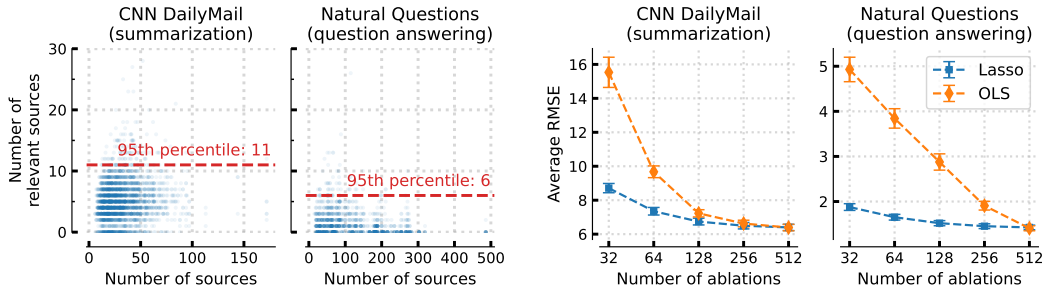 CNN DailyMail
(summarization)
Number of
relevant sources
30
20
10
0
95th percentile: 11
0 50 100 150
Number of sources
Natural Questions
(question answering)
95th percentile: 6
0 100 200 300 400 500
Number of sources
CNN DailyMail
(summarization)
Average RMSE
16
14
12
10
8
6
32 64 128 256 512
Number of ablations
Natural Questions
(question answering)
Lasso
OLS
5
4
3
2
32 64 128 256 512
Number of ablations